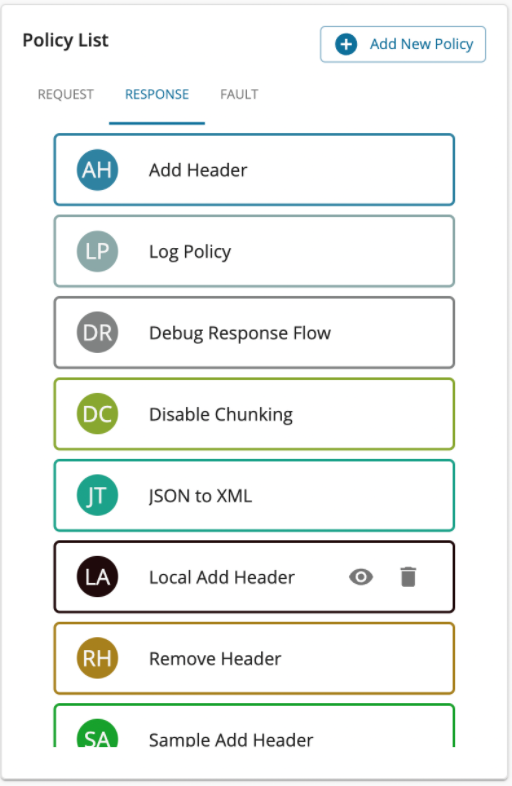 Policy List
Add New Policy
REQUEST RESPONSE FAULT
AH Add Header
LP Log Policy
DR Debug Response Flow
DC Disable Chunking
JT JSON to XML
LA Local Add Header
RH Remove Header
SA Sample Add Header